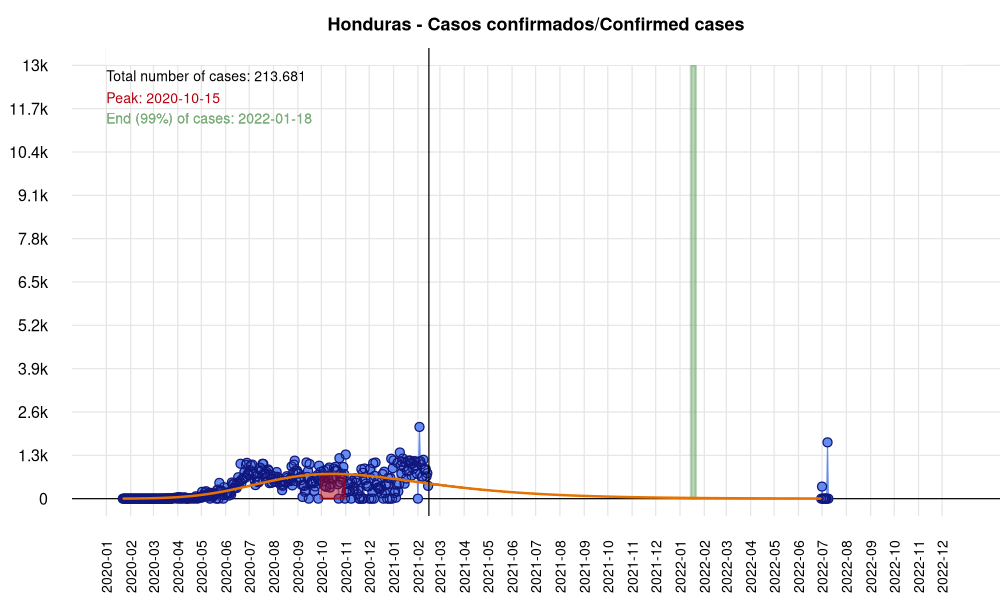 Honduras - Casos confirmados/Confirmed cases
13k
Total number of cases: 213.681
Peak: 2020-10-15
11.7k
End (99%) of cases: 2022-01-18
10.4k
9.1k
7.8k
6.5k
5.2k
3.9k
2.6k
1.3k
0
2020-01
2020-02
2020-03
2020-04
2020-05
2020-06
2020-07
2020-08
2020-09
2020-10
2020-11
2020-12
2021-01
2021-02
2021-03
2021-04
2021-05
2021-06
2021-07
2021-08
2021-09
2021-10
2021-11
2021-12
2022-01
2022-02
2022-03
2022-04
2022-05
2022-06
2022-07
2022-08
2022-09
2022-10
2022-11
2022-12